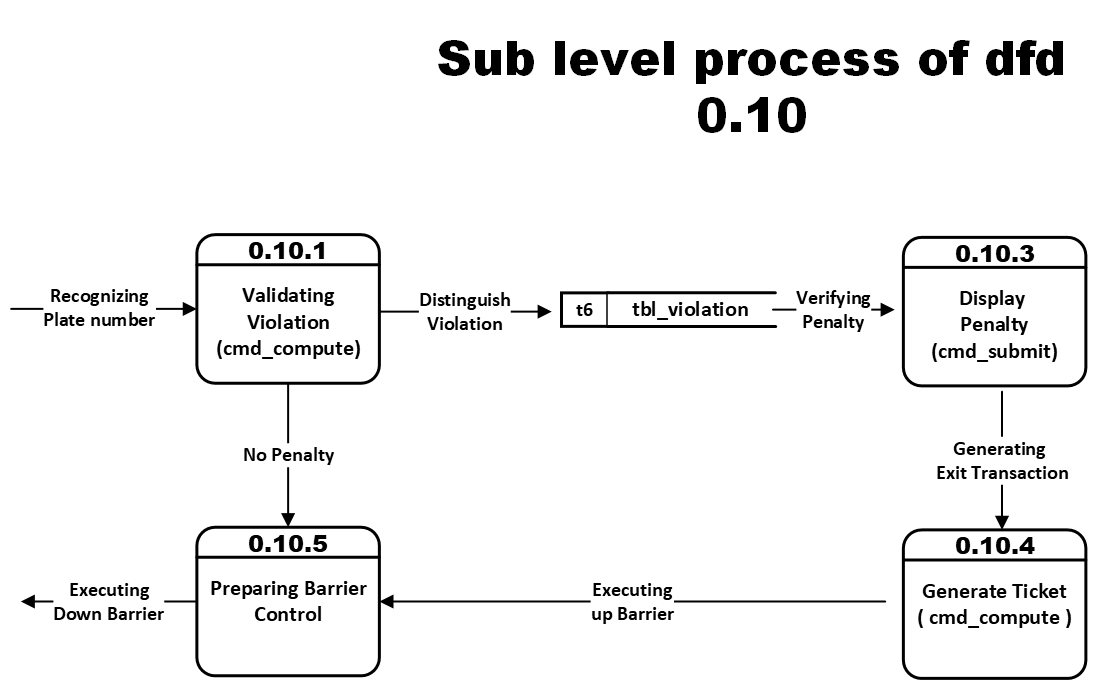 Sub level process of dfd
0.10
0.10.1
Validating
Violation
(cmd_compute)
Recognizing
Plate number
Distinguish
Violation
t6
tbl_violation
Verifying
Penalty
0.10.3
Display
Penalty
(cmd_submit)
No Penalty
Generating
Exit Transaction
0.10.5
Preparing Barrier
Control
Executing
Down Barrier
Executing
up Barrier
0.10.4
Generate Ticket
( cmd_compute )